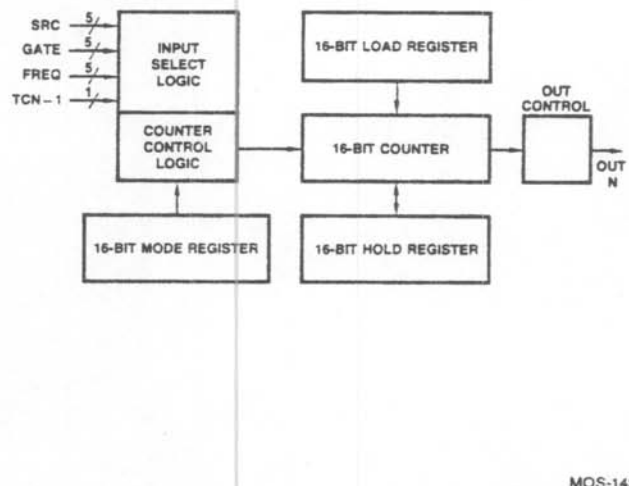 SRC
5
GATE
5
FREQ
5
TCN-1
1
INPUT
SELECT
LOGIC
COUNTER
CONTROL
LOGIC
16-BIT MODE REGISTER
16-BIT LOAD REGISTER
16-BIT COUNTER
16-BIT HOLD REGISTER
OUT
CONTROL
OUT
N
MOS-14